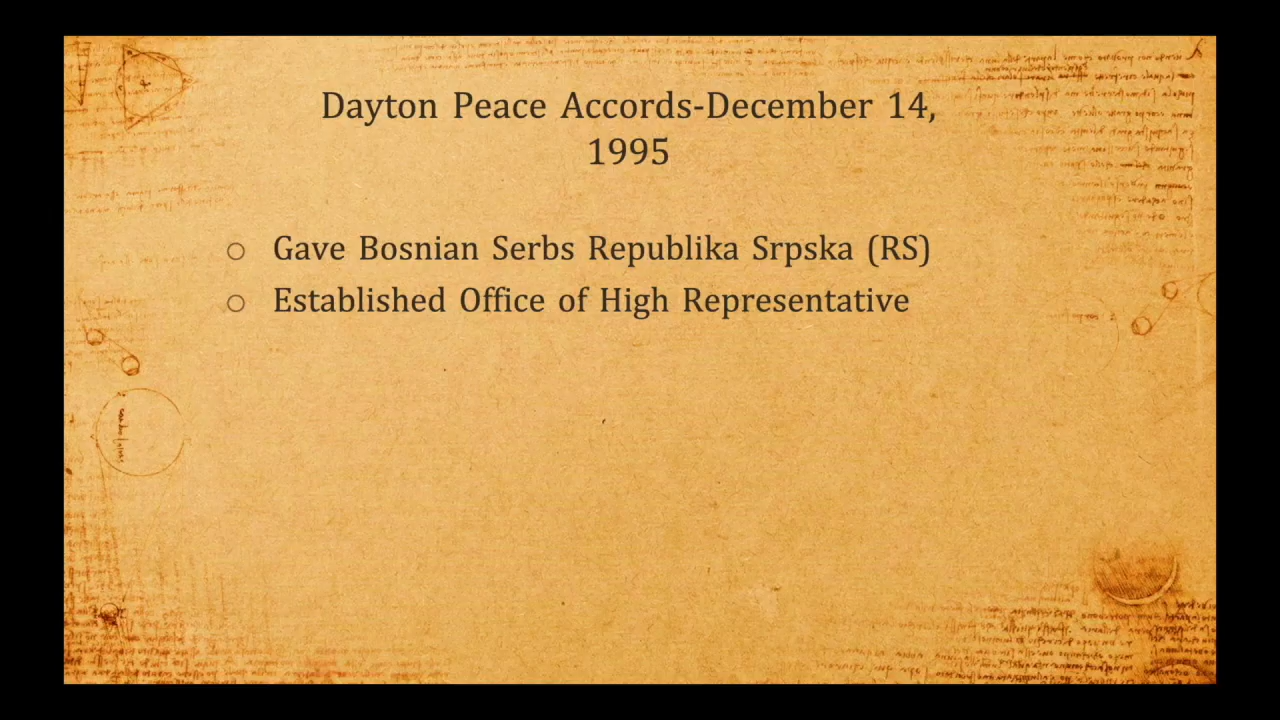 Dayton Peace Accords-December 14,
1995
Gave Bosnian Serbs Republika Srpska (RS)
Established Office of High Representative